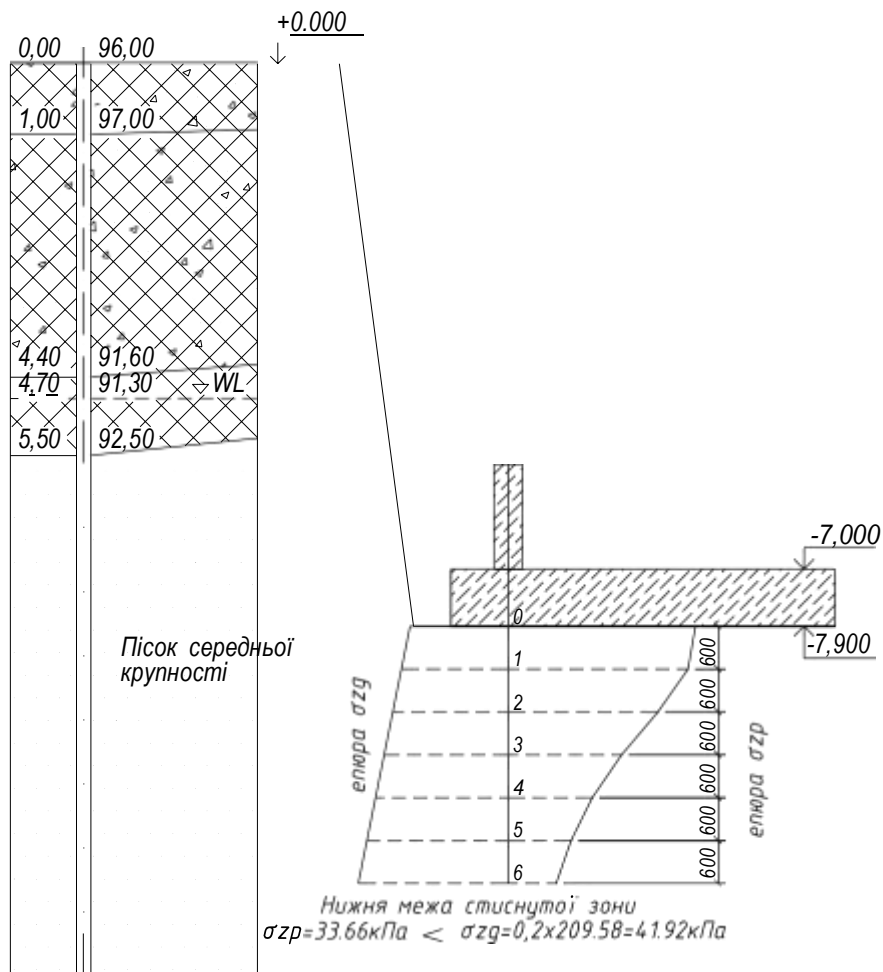 +0.000
0,00 96,00
1,00 97,00
4,40 91,60
4,70 91,30 WL
5,50 92,50
-7,000
0
-7,900
Пісок середньої
крупності
епюра σzg
1
2
3
4
5
6
600
600
600
600
600
600
епюра σzp
Нижня межа стиснутої зони
σzp=33.66кПа < σzg=0,2x209.58=41.92кПа